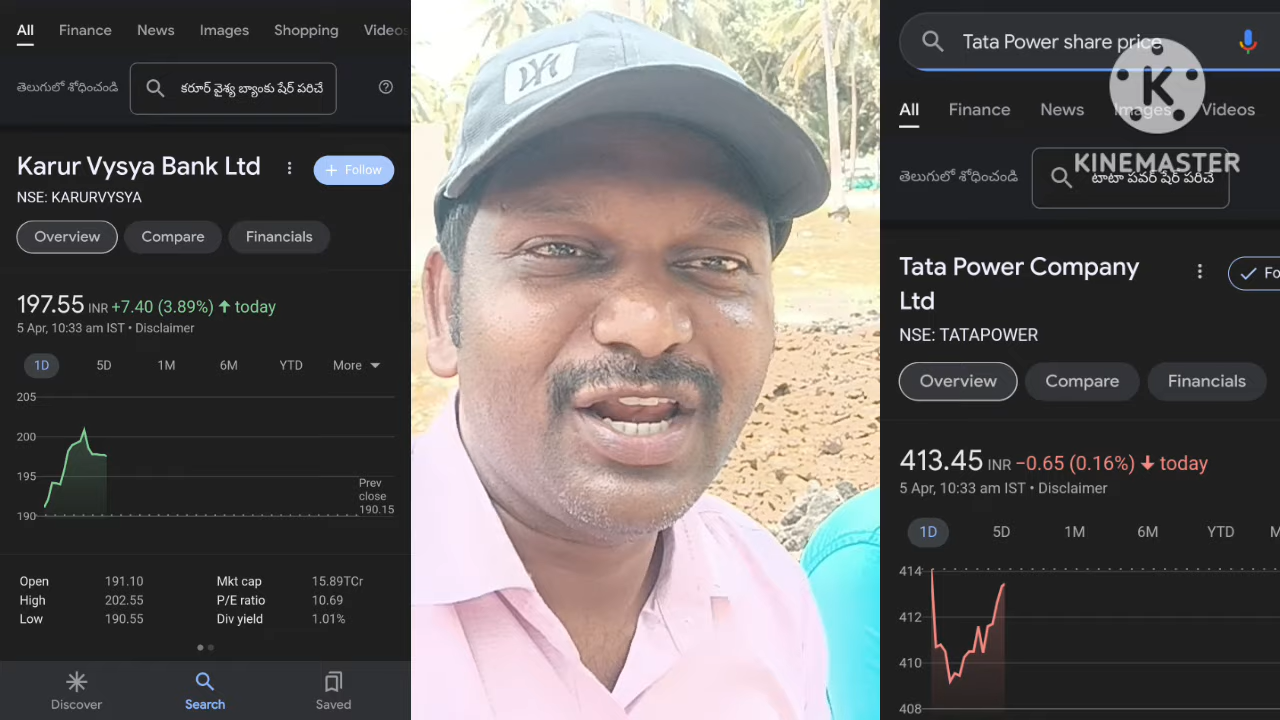 All Finance News Images Shopping Videos
తెలుగులో శోధించండి
కరూర్ వైశ్య బ్యాంకు షేర్ పరిచే
Karur Vysya Bank Ltd
+ Follow
NSE: KARURVYSYA
Overview Compare Financials
197.55 INR +7.40 (3.89%) ↑ today
5 Apr, 10:33 am IST • Disclaimer
1D 5D 1M 6M YTD More
205
200
195
190
Prev
close
190.15
Open 191.10 Mkt cap 15.89TCr
High 202.55 P/E ratio 10.69
Low 190.55 Div yield 1.01%
Discover Search Saved
Tata Power share price
K
KINEMASTER
All Finance News Images Videos
తెలుగులో శోధించండి
టాటా పవర్ షేర్ పరిచే
Tata Power Company
Ltd
Fo
NSE: TATAPOWER
Overview Compare Financials
413.45 INR −0.65 (0.16%) ↓ today
5 Apr, 10:33 am IST • Disclaimer
1D 5D 1M 6M YTD M
414
412
410
408